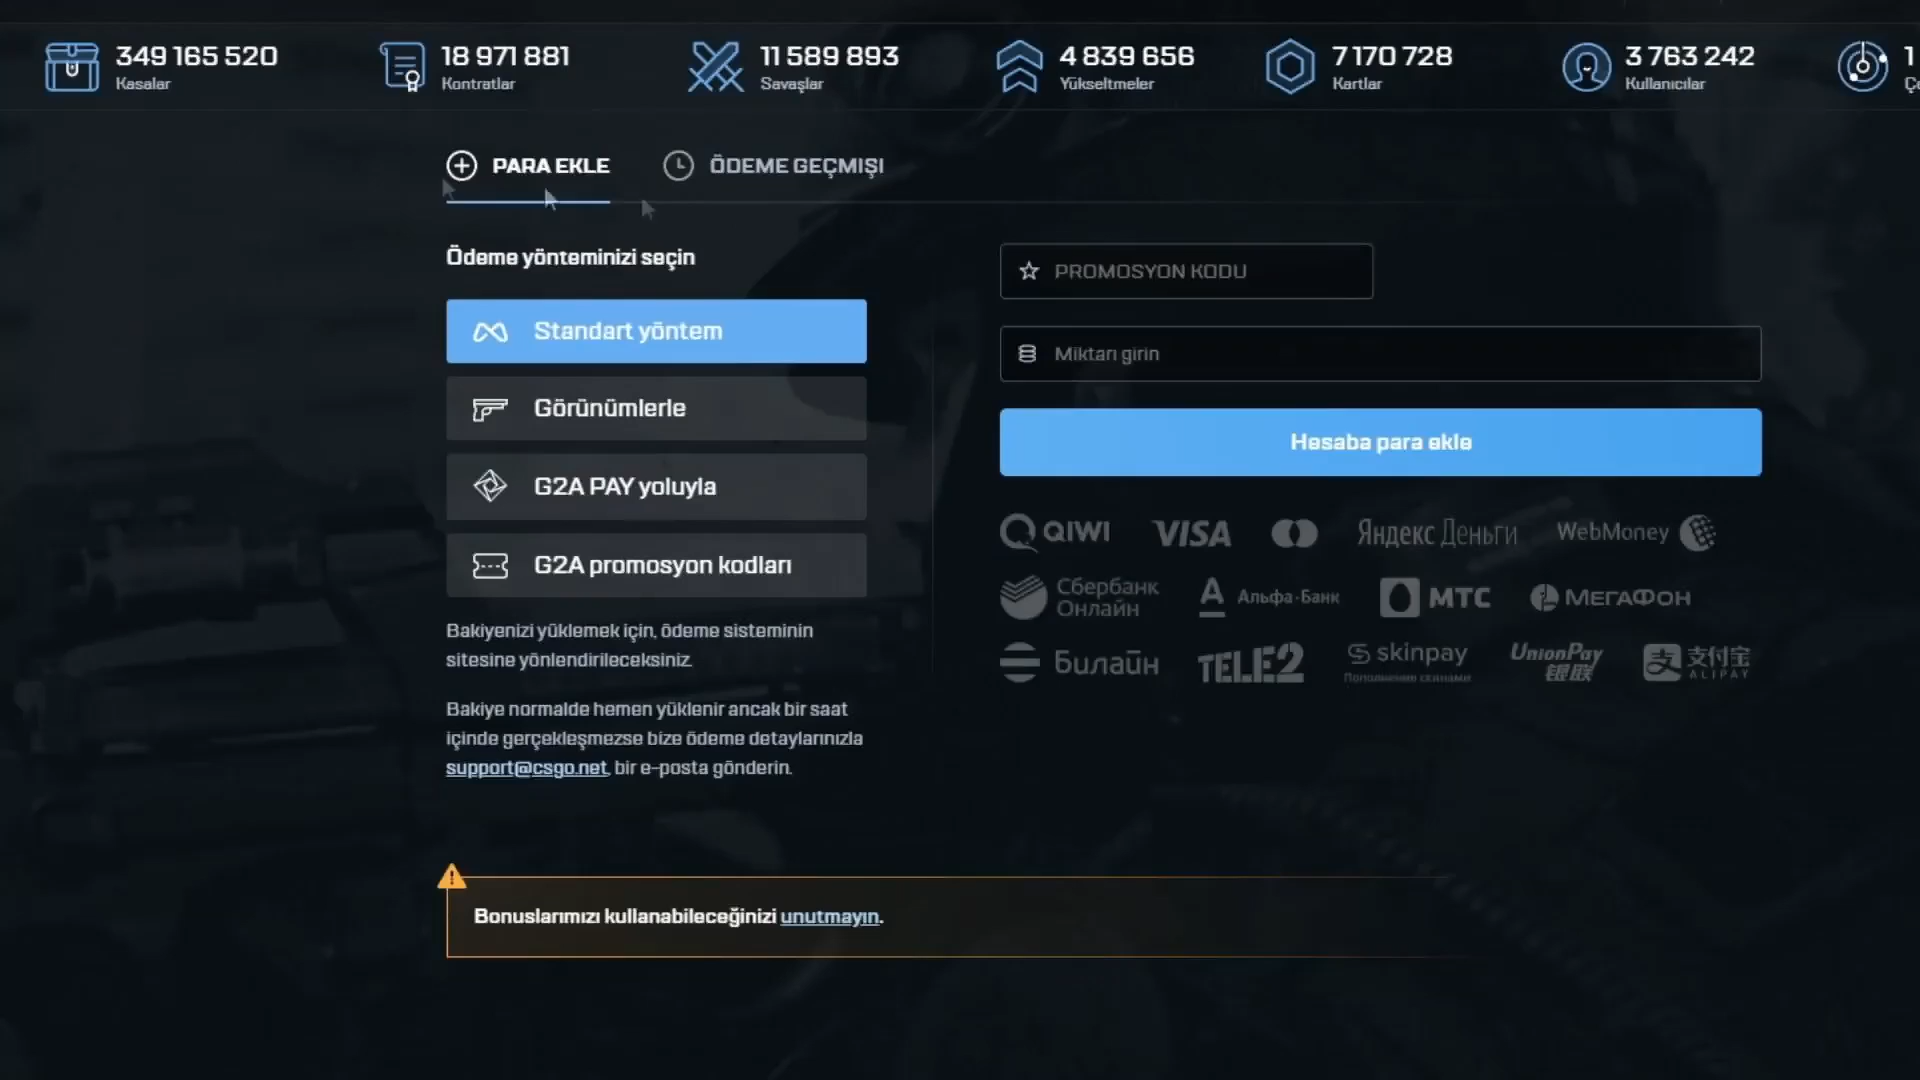 349 165 520
Kasalar
18 971 881
Kontratlar
11 589 893
Savaşlar
4 839 656
Yükseltmeler
7 170 728
Kartlar
3 763 242
Kullanıcılar
1
PARA EKLE
ÖDEME GEÇMIŞI
Ödeme yönteminizi seçin
Standart yöntem
Görünümlerle
G2A PAY yoluyla
G2A promosyon kodları
Bakiyenizi yüklemek için, ödeme sisteminin
sitesine yönlendirileceksiniz.
Bakiye normalde hemen yüklenir ancak bir saat
içinde gerçekleşmezse bize ödeme detaylarınızla
support@csgo.net, bir e-posta gönderin.
PROMOSYON KODU
Miktarı girin
Hesaba para ekle
QIWI
VISA
Яндекс Деньги
WebMoney
Сбербанк
Онлайн
Альфа·Банк
МТС
МЕГАФОН
Билайн
TELE2
skinpay
Пополнение скинами
UnionPay
银联
支付宝
ALIPAY
Bonuslarımızı kullanabileceğinizi unutmayın.